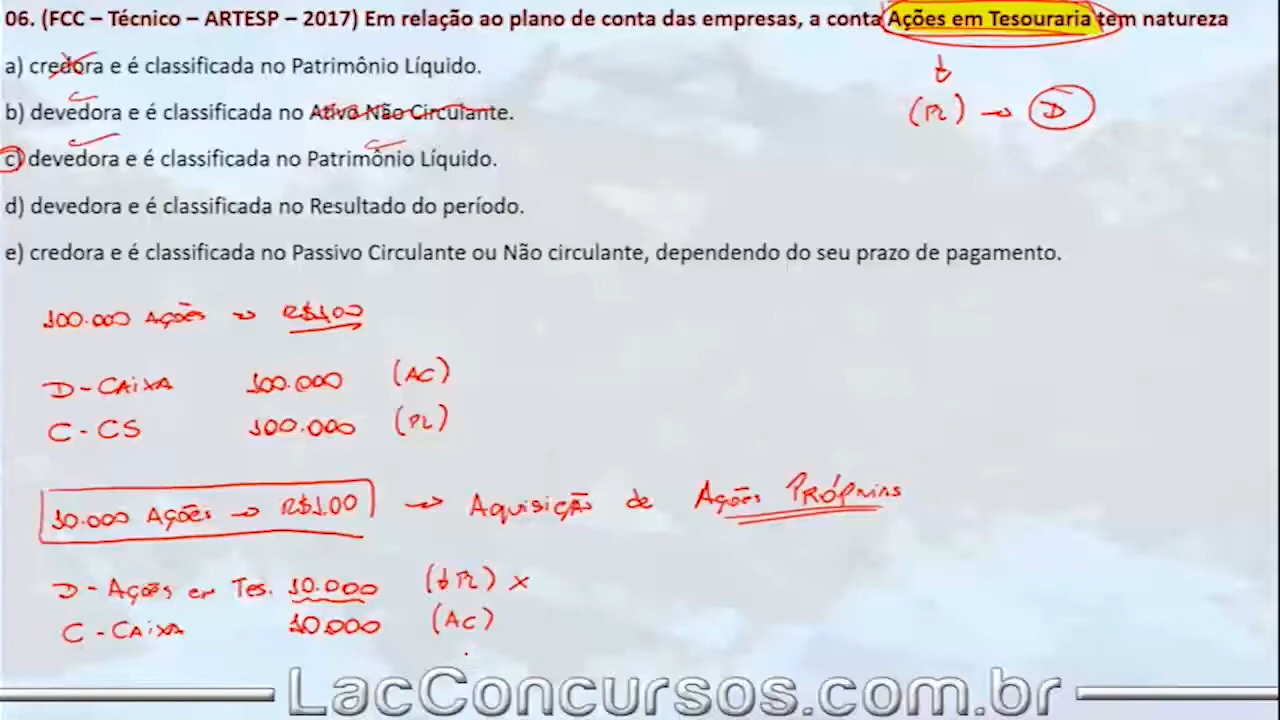 06. (FCC – Técnico – ARTESP – 2017) Em relação ao plano de conta das empresas, a conta Ações em Tesouraria tem natureza
a) credora e é classificada no Patrimônio Líquido.
b) devedora e é classificada no Ativo Não Circulante.
c) devedora e é classificada no Patrimônio Líquido.
d) devedora e é classificada no Resultado do período.
e) credora e é classificada no Passivo Circulante ou Não circulante, dependendo do seu prazo de pagamento.
(PL) → D
100.000 Ações → R$1,00
D - CAIXA 100.000 (AC)
C - CS 100.000 (PL)
10.000 Ações → R$1,00 → Aquisição de Ações Próprias
D - Ações em Tes. 10.000 (↓PL) x
C - CAIXA 10.000 (AC)
LacConcursos.com.br